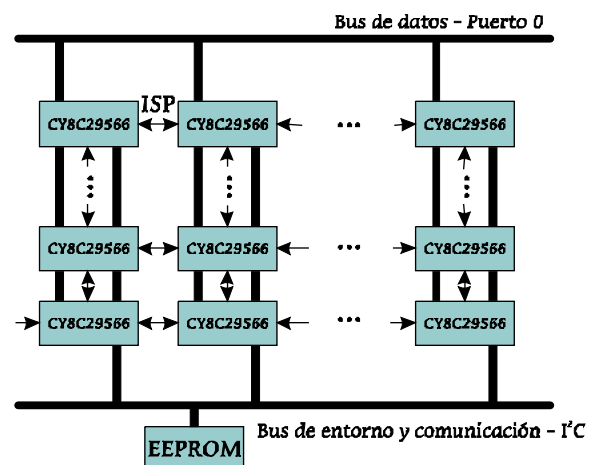 Bus de datos - Puerto 0
ISP
CY8C29566 CY8C29566 ... CY8C29566
... ... ...
CY8C29566 CY8C29566 ... CY8C29566
CY8C29566 CY8C29566 ... CY8C29566
Bus de entorno y comunicación - I²C
EEPROM